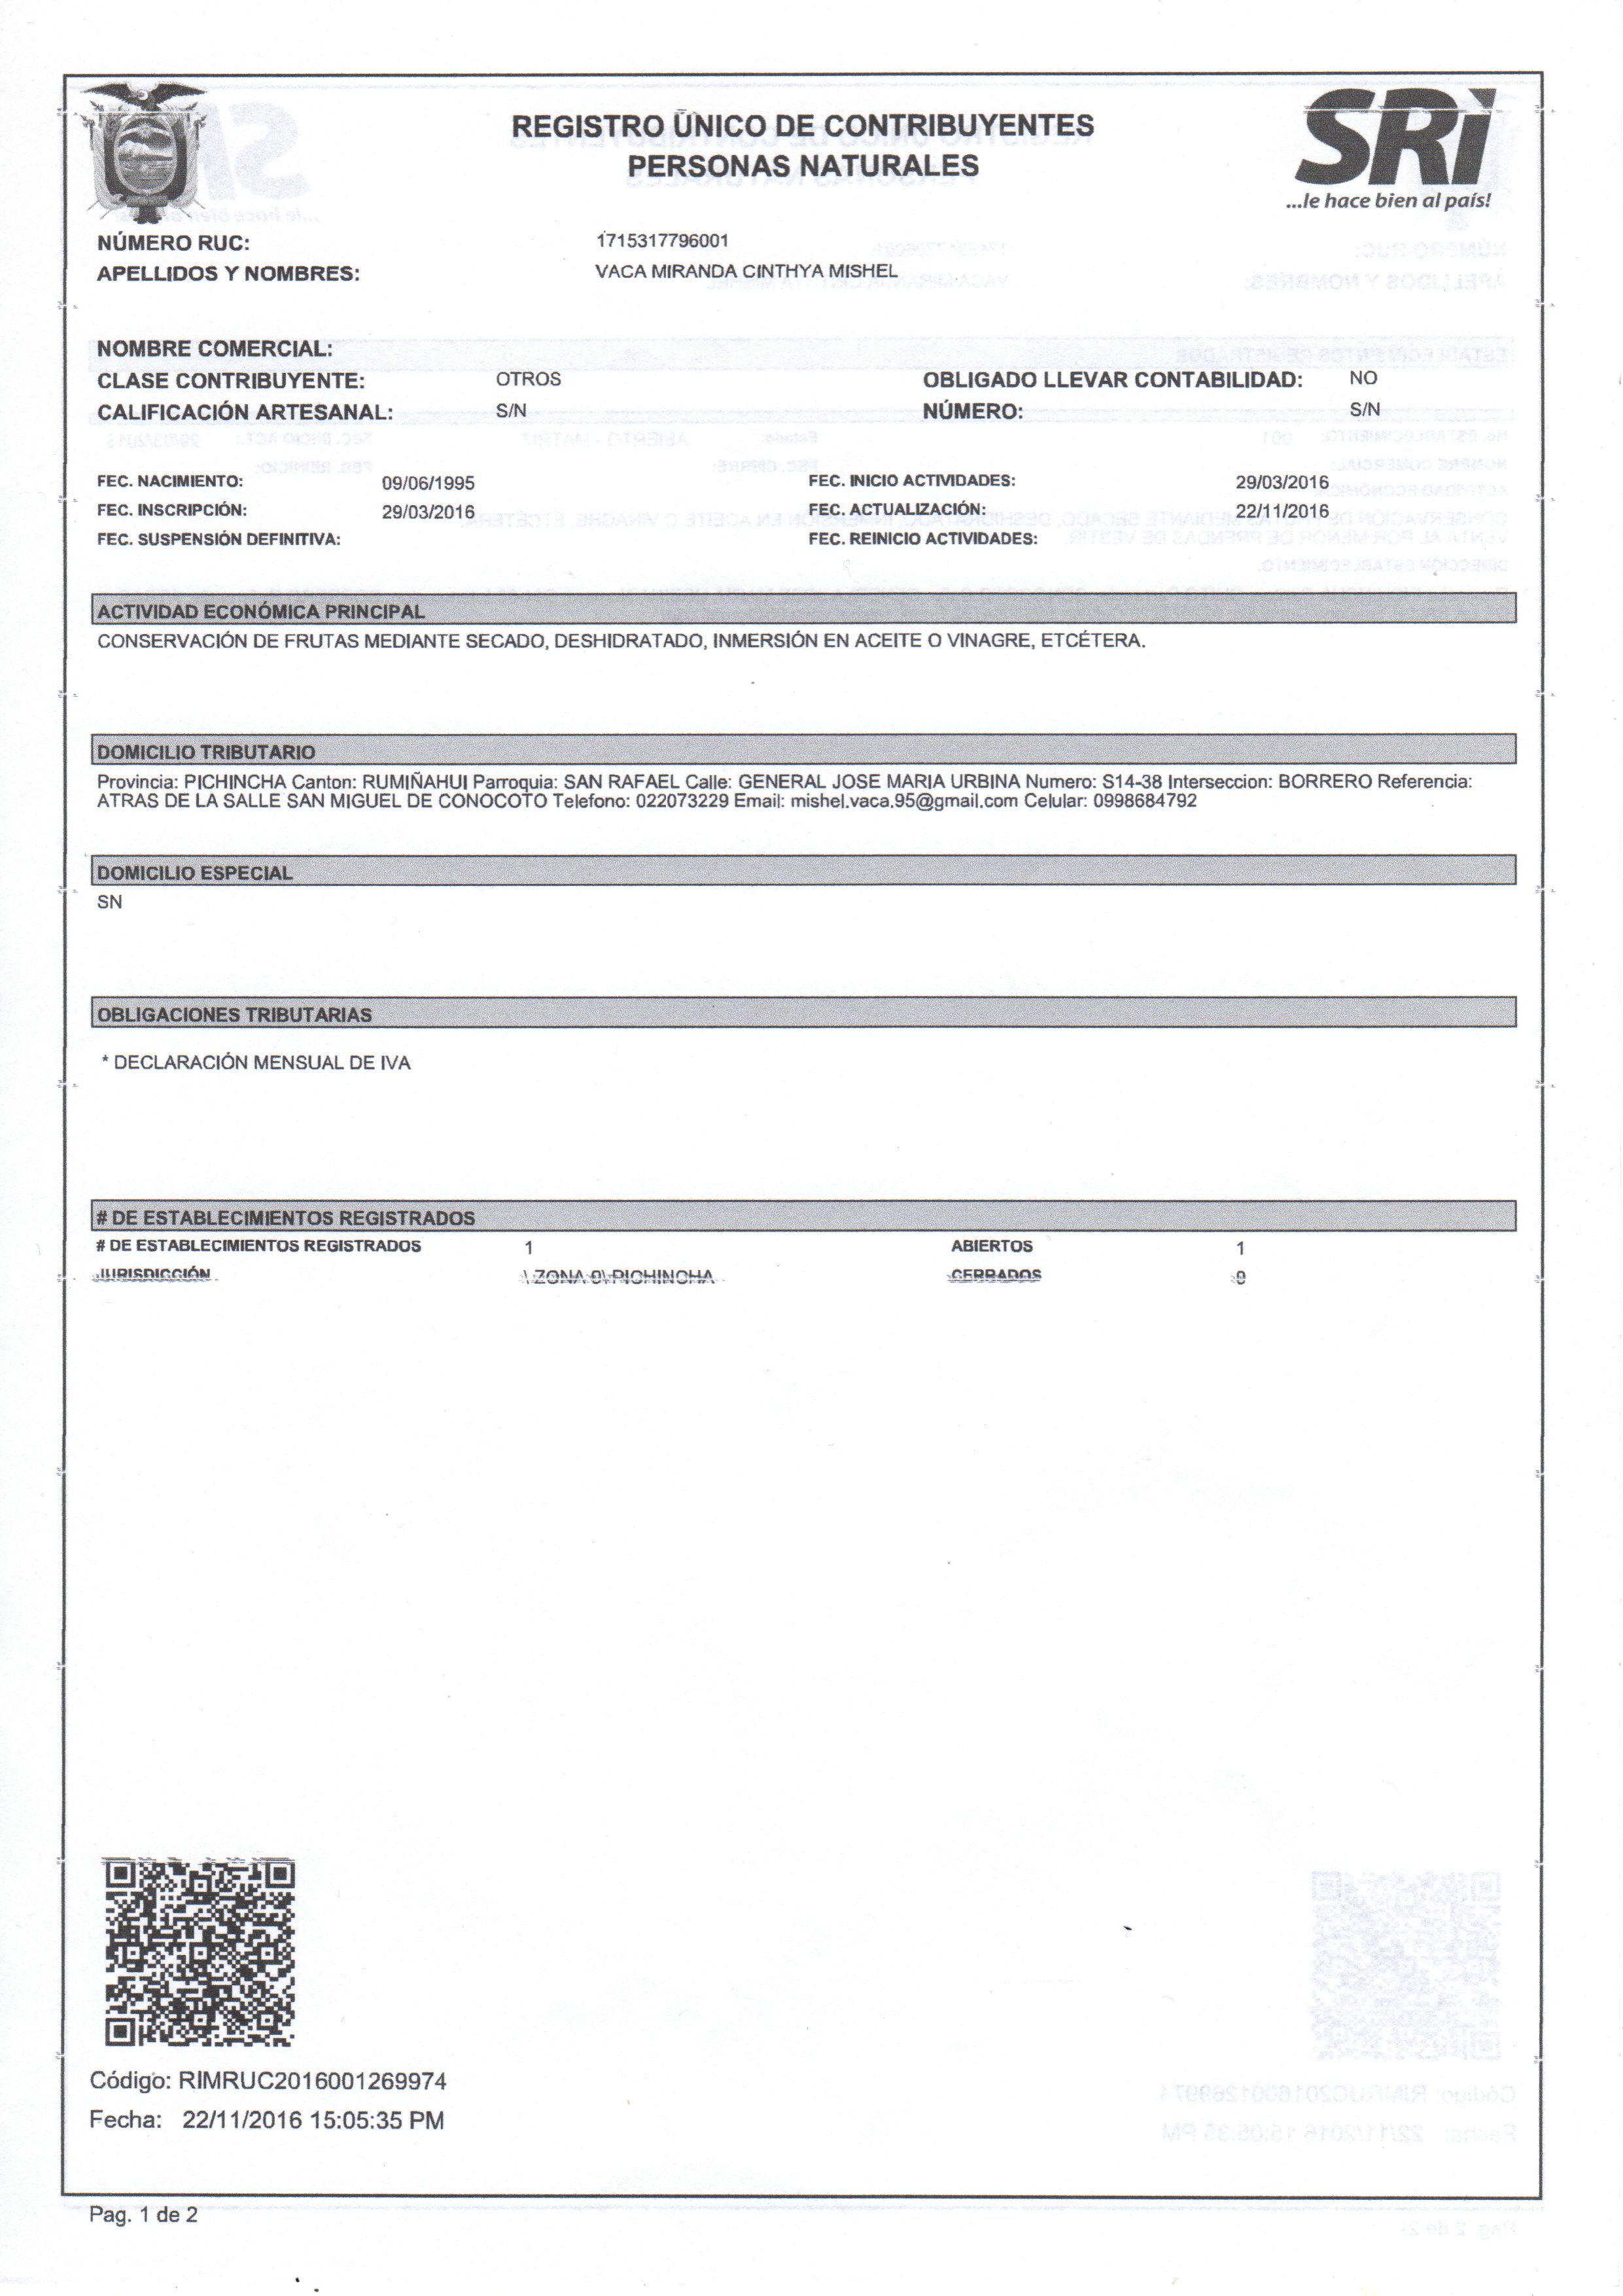 REGISTRO ÚNICO DE CONTRIBUYENTES
PERSONAS NATURALES
SRi
...le hace bien al país!
NÚMERO RUC: 1715317796001
APELLIDOS Y NOMBRES: VACA MIRANDA CINTHYA MISHEL
NOMBRE COMERCIAL:
CLASE CONTRIBUYENTE: OTROS OBLIGADO LLEVAR CONTABILIDAD: NO
CALIFICACIÓN ARTESANAL: S/N NÚMERO: S/N
FEC. NACIMIENTO: 09/06/1995 FEC. INICIO ACTIVIDADES: 29/03/2016
FEC. INSCRIPCIÓN: 29/03/2016 FEC. ACTUALIZACIÓN: 22/11/2016
FEC. SUSPENSIÓN DEFINITIVA: FEC. REINICIO ACTIVIDADES:
ACTIVIDAD ECONÓMICA PRINCIPAL
CONSERVACIÓN DE FRUTAS MEDIANTE SECADO, DESHIDRATADO, INMERSIÓN EN ACEITE O VINAGRE, ETCÉTERA.
DOMICILIO TRIBUTARIO
Provincia: PICHINCHA Canton: RUMIÑAHUI Parroquia: SAN RAFAEL Calle: GENERAL JOSE MARIA URBINA Numero: S14-38 Interseccion: BORRERO Referencia:
ATRAS DE LA SALLE SAN MIGUEL DE CONOCOTO Telefono: 022073229 Email: mishel.vaca.95@gmail.com Celular: 0998684792
DOMICILIO ESPECIAL
SN
OBLIGACIONES TRIBUTARIAS
* DECLARACIÓN MENSUAL DE IVA
# DE ESTABLECIMIENTOS REGISTRADOS
# DE ESTABLECIMIENTOS REGISTRADOS 1 ABIERTOS 1
JURISDICCIÓN \ ZONA 9\ PICHINCHA CERRADOS
Código: RIMRUC2016001269974
Fecha: 22/11/2016 15:05:35 PM
Pag. 1 de 2